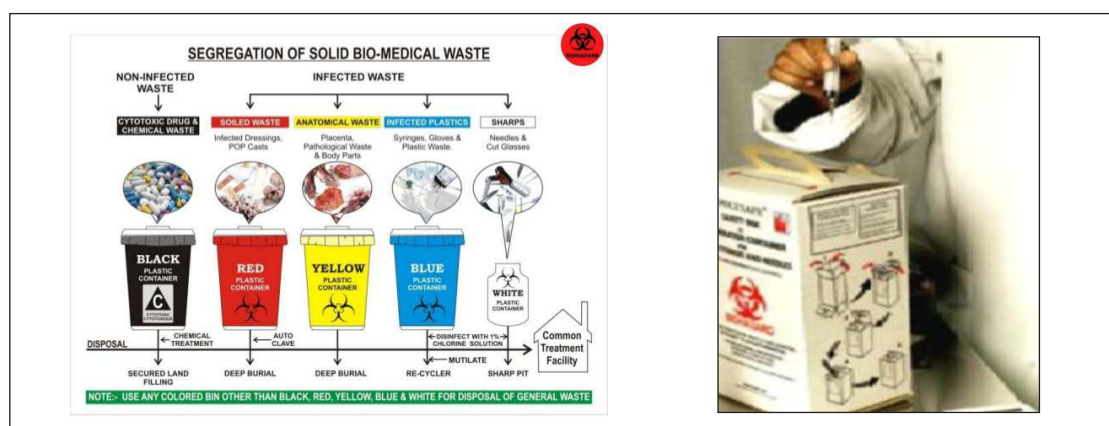 SEGREGATION OF SOLID BIO-MEDICAL WASTE
BIOHAZARD
NON-INFECTED
WASTE
INFECTED WASTE
CYTOTOXIC DRUG
& CHEMICAL WASTE
SOILED WASTE
Infected Dressings,
POP Casts
ANATOMICAL WASTE
Placenta,
Pathological Waste
& Body Parts
INFECTED PLASTICS
Syringes, Gloves &
Plastic Waste.
SHARPS
Needles &
Cut Glasses
BLACK
PLASTIC
CONTAINER
C
CYTOTOXIC
RED
PLASTIC
CONTAINER
YELLOW
PLASTIC
CONTAINER
BLUE
PLASTIC
CONTAINER
WHITE
PLASTIC
CONTAINER
DISPOSAL
CHEMICAL
TREATMENT
AUTO
CLAVE
DISINFECT WITH 1%
CHLORINE SOLUTION
MUTILATE
Common
Treatment
Facility
SECURED LAND
FILLING
DEEP BURIAL
DEEP BURIAL
RE-CYCLER
SHARP PIT
NOTE:- USE ANY COLORED BIN OTHER THAN BLACK, RED, YELLOW, BLUE & WHITE FOR DISPOSAL OF GENERAL WASTE
SAFETY BOX
SYRINGES AND NEEDLES
BIOHAZARD